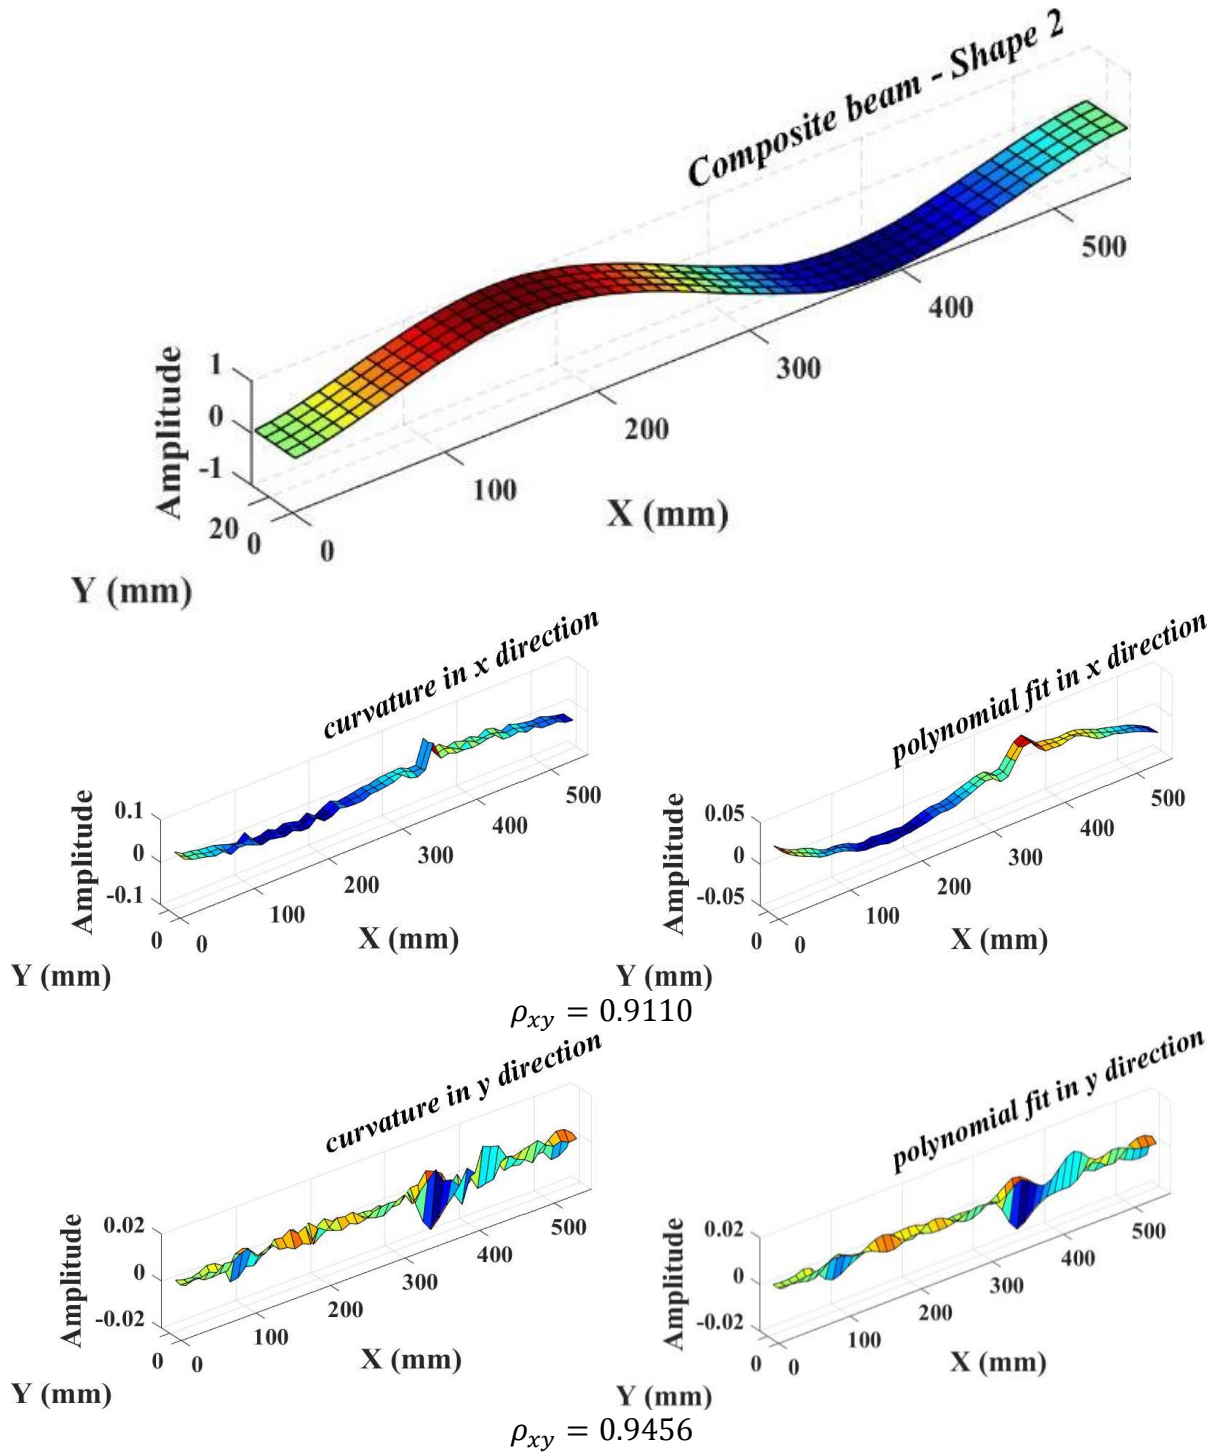 Composite beam - Shape 2
Amplitude
1
0
-1
20
0
0
100
200
300
400
500
X (mm)
Y (mm)
curvature in x direction
Amplitude
0.1
0
-0.1
0
0
100
200
300
400
500
X (mm)
Y (mm)
polynomial fit in x direction
Amplitude
0.05
0
-0.05
0
0
100
200
300
400
500
X (mm)
Y (mm)
ρxy = 0.9110
curvature in y direction
Amplitude
0.02
0
-0.02
0
0
100
200
300
400
500
X (mm)
Y (mm)
polynomial fit in y direction
Amplitude
0.02
0
-0.02
0
0
100
200
300
400
500
X (mm)
Y (mm)
ρxy = 0.9456